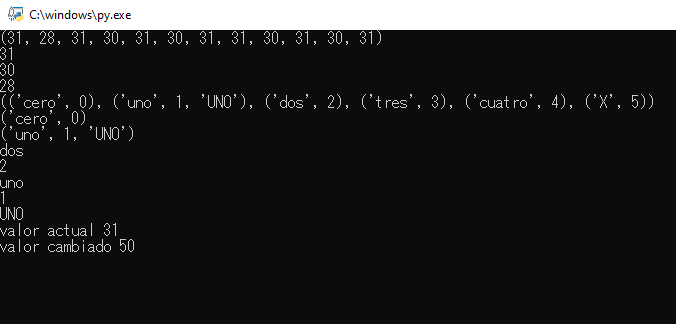 C:\windows\py.exe
(31, 28, 31, 30, 31, 30, 31, 31, 30, 31, 30, 31)
31
30
28
(('cero', 0), ('uno', 1, 'UNO'), ('dos', 2), ('tres', 3), ('cuatro', 4), ('X', 5))
('cero', 0)
('uno', 1, 'UNO')
dos
2
uno
1
UNO
valor actual 31
valor cambiado 50